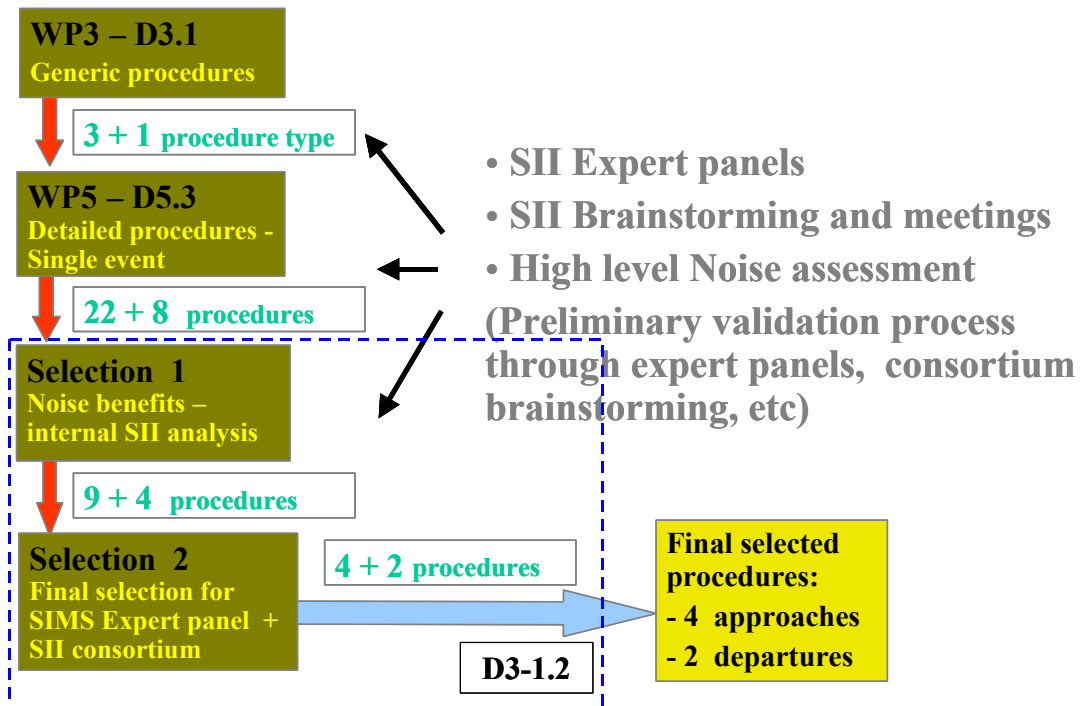 WP3 – D3.1
Generic procedures
3 + 1 procedure type
WP5 – D5.3
Detailed procedures -
Single event
22 + 8 procedures
Selection 1
Noise benefits –
internal SII analysis
9 + 4 procedures
Selection 2
Final selection for
SIMS Expert panel +
SII consortium
4 + 2 procedures
D3-1.2
Final selected
procedures:
- 4 approaches
- 2 departures
• SII Expert panels
• SII Brainstorming and meetings
• High level Noise assessment
(Preliminary validation process
through expert panels, consortium
brainstorming, etc)